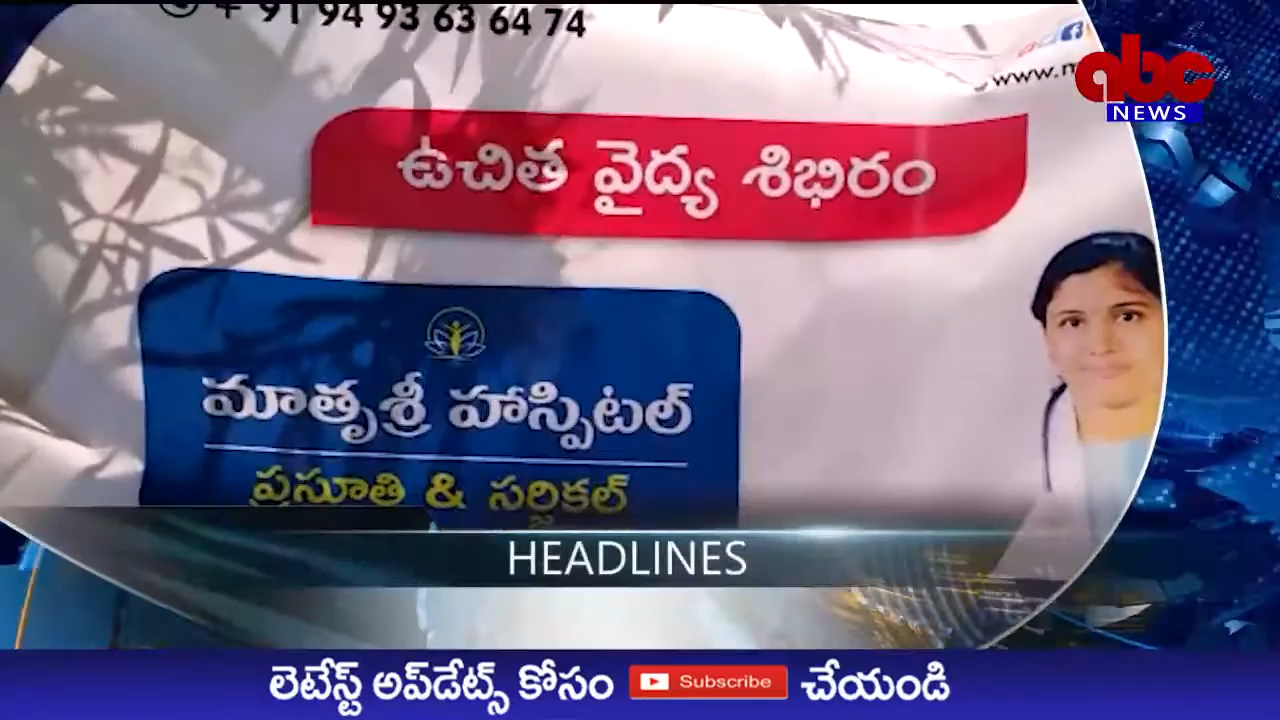 + 91 94 93 63 64 74
www.m
abc
NEWS
ఉచిత వైద్య శిభిరం
మాతృశ్రీ హాస్పిటల్
ప్రసూతి & సర్జికల్
HEADLINES
లెటేస్ట్ అప్‌డేట్స్ కోసం Subscribe చేయండి